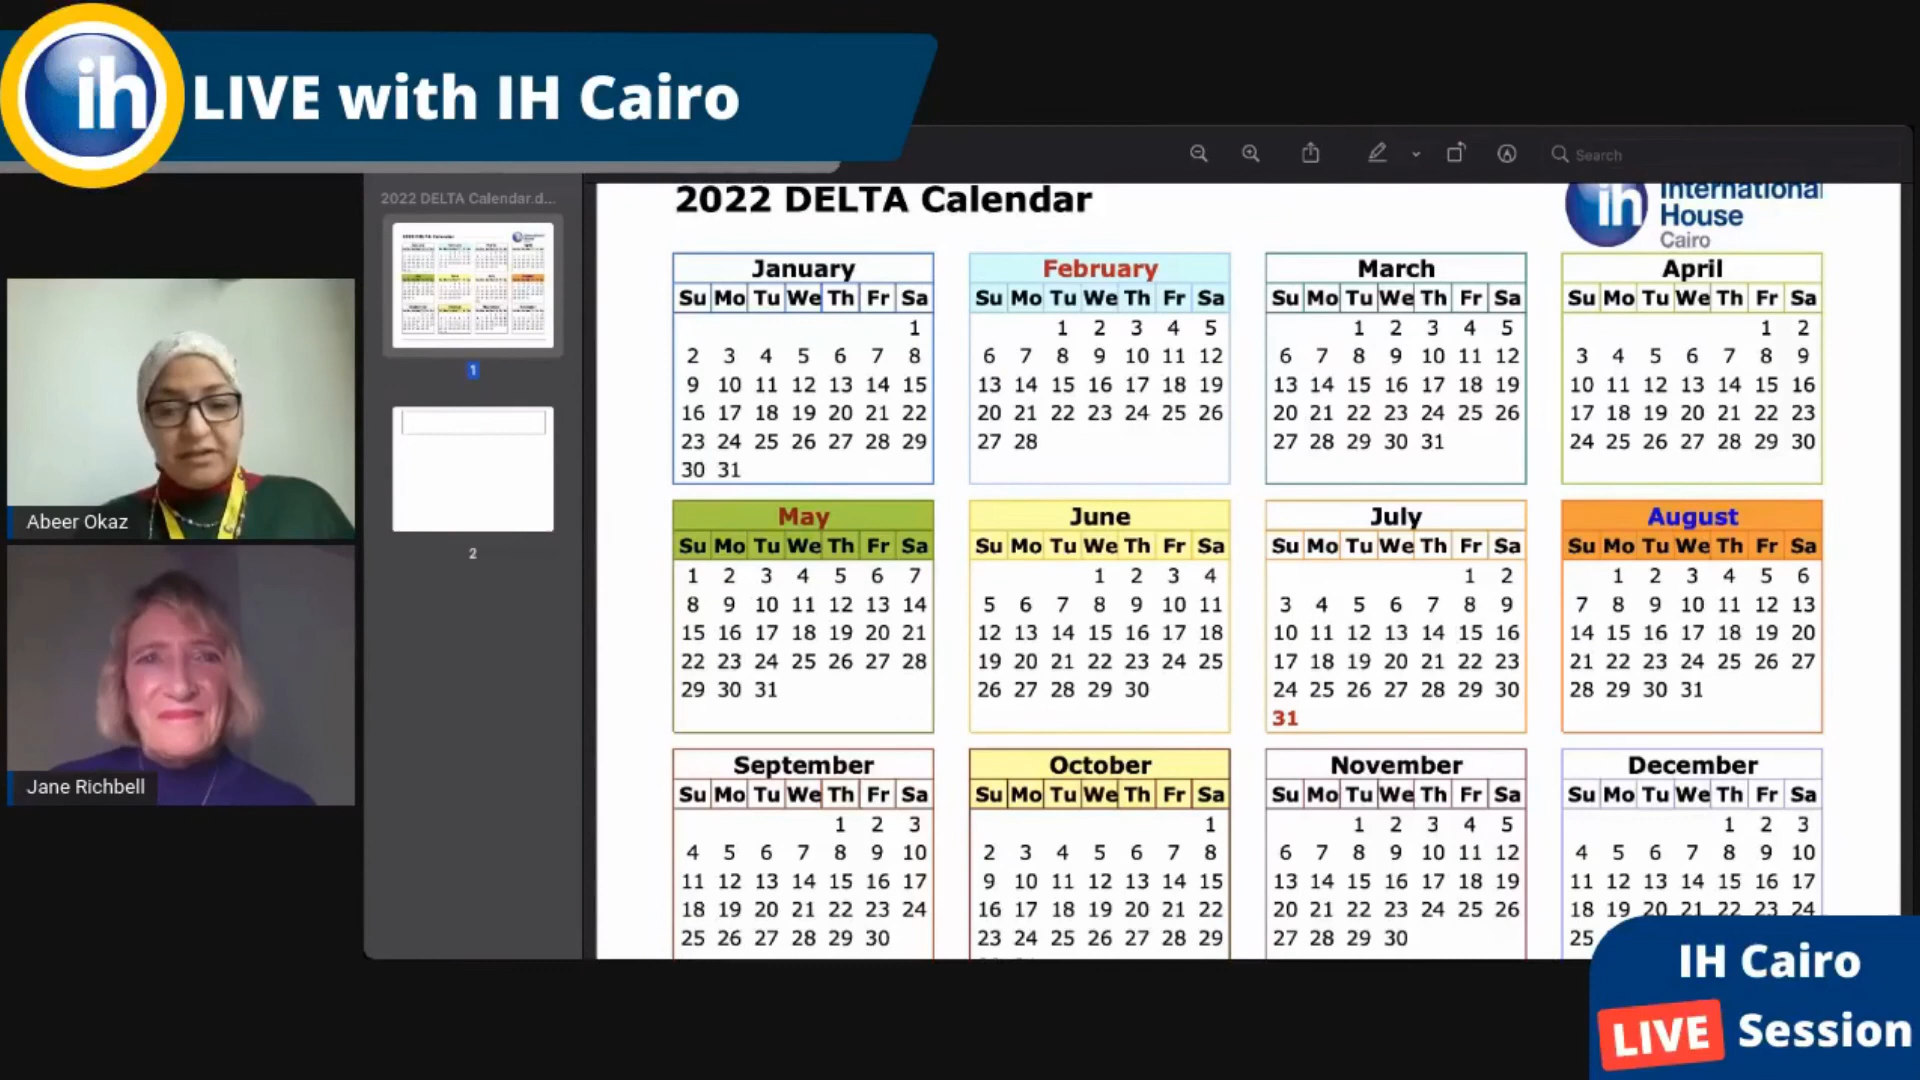 ih LIVE with IH Cairo
Search
2022 DELTA Calendar.d...
1
2
Abeer Okaz
Jane Richbell
2022 DELTA Calendar
ih International
House
Cairo
January
Su Mo Tu We Th Fr Sa
1
2 3 4 5 6 7 8
9 10 11 12 13 14 15
16 17 18 19 20 21 22
23 24 25 26 27 28 29
30 31
February
Su Mo Tu We Th Fr Sa
1 2 3 4 5
6 7 8 9 10 11 12
13 14 15 16 17 18 19
20 21 22 23 24 25 26
27 28
March
Su Mo Tu We Th Fr Sa
1 2 3 4 5
6 7 8 9 10 11 12
13 14 15 16 17 18 19
20 21 22 23 24 25 26
27 28 29 30 31
April
Su Mo Tu We Th Fr Sa
1 2
3 4 5 6 7 8 9
10 11 12 13 14 15 16
17 18 19 20 21 22 23
24 25 26 27 28 29 30
May
Su Mo Tu We Th Fr Sa
1 2 3 4 5 6 7
8 9 10 11 12 13 14
15 16 17 18 19 20 21
22 23 24 25 26 27 28
29 30 31
June
Su Mo Tu We Th Fr Sa
1 2 3 4
5 6 7 8 9 10 11
12 13 14 15 16 17 18
19 20 21 22 23 24 25
26 27 28 29 30
July
Su Mo Tu We Th Fr Sa
1 2
3 4 5 6 7 8 9
10 11 12 13 14 15 16
17 18 19 20 21 22 23
24 25 26 27 28 29 30
31
August
Su Mo Tu We Th Fr Sa
1 2 3 4 5 6
7 8 9 10 11 12 13
14 15 16 17 18 19 20
21 22 23 24 25 26 27
28 29 30 31
September
Su Mo Tu We Th Fr Sa
1 2 3
4 5 6 7 8 9 10
11 12 13 14 15 16 17
18 19 20 21 22 23 24
25 26 27 28 29 30
October
Su Mo Tu We Th Fr Sa
1
2 3 4 5 6 7 8
9 10 11 12 13 14 15
16 17 18 19 20 21 22
23 24 25 26 27 28 29
November
Su Mo Tu We Th Fr Sa
1 2 3 4 5
6 7 8 9 10 11 12
13 14 15 16 17 18 19
20 21 22 23 24 25 26
27 28 29 30
December
Su Mo Tu We Th Fr Sa
1 2 3
4 5 6 7 8 9 10
11 12 13 14 15 16 17
18 19 20 21 22 23 24
25
IH Cairo
LIVE Session